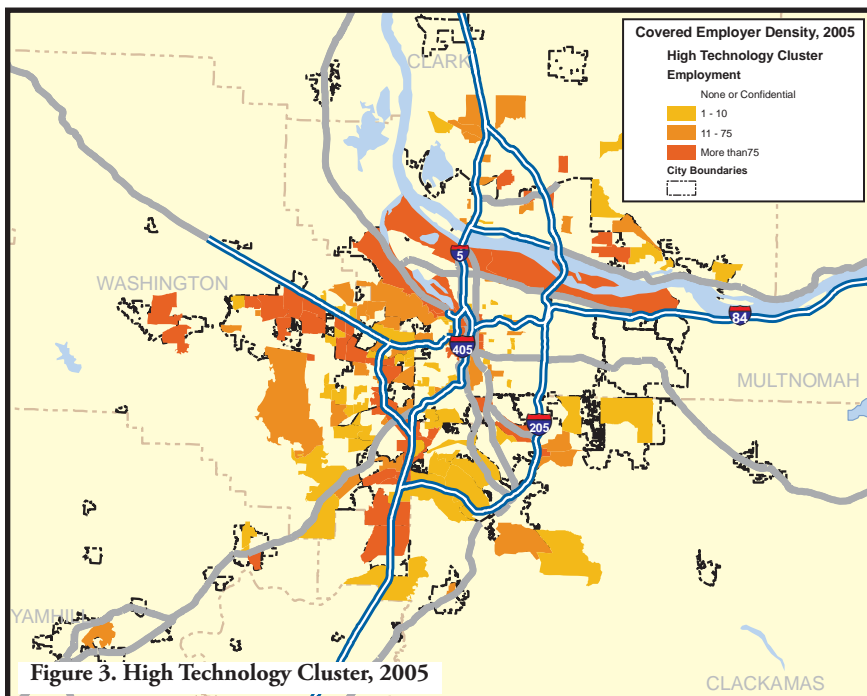 Covered Employer Density, 2005
High Technology Cluster
Employment
None or Confidential
1 - 10
11 - 75
More than75
City Boundaries
CLARK
WASHINGTON
5
84
405
MULTNOMAH
205
YAMHILL
CLACKAMAS
Figure 3. High Technology Cluster, 2005